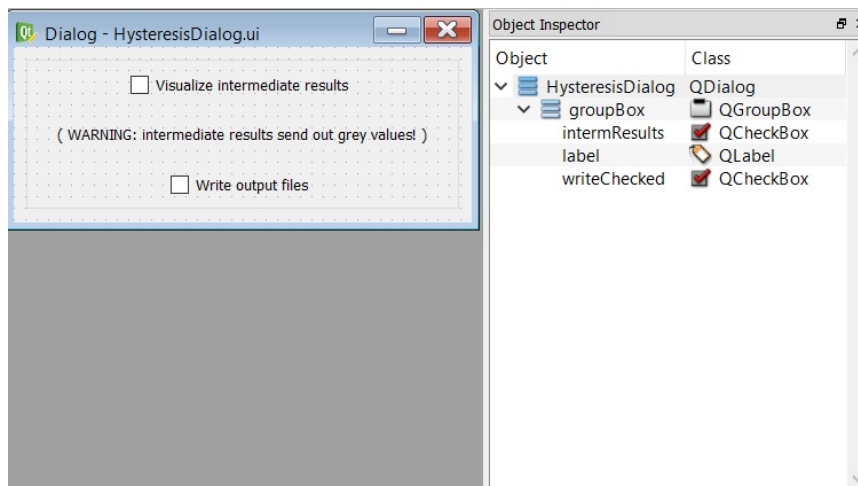 Dialog - HysteresisDialog.ui
Visualize intermediate results
( WARNING: intermediate results send out grey values! )
Write output files
Object Inspector
Object Class
HysteresisDialog QDialog
groupBox QGroupBox
intermResults QCheckBox
label QLabel
writeChecked QCheckBox